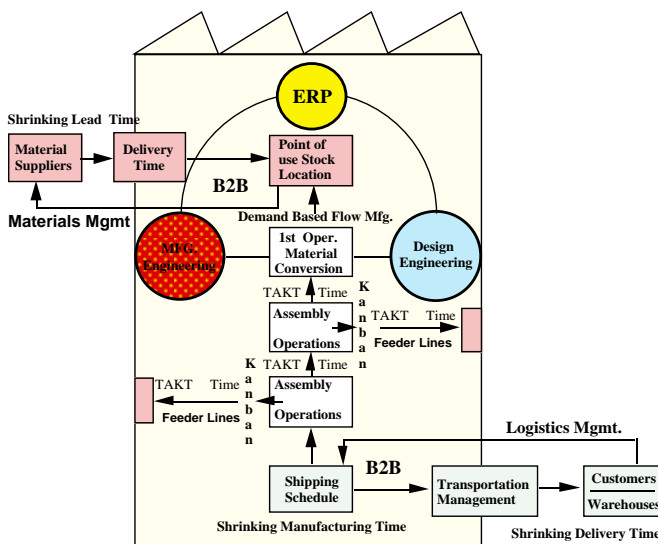 ERP
Shrinking Lead Time
Material
Suppliers
Delivery
Time
Point of
use Stock
Location
B2B
Materials Mgmt
Demand Based Flow Mfg.
MFG.
Engineering
1st Oper.
Material
Conversion
Design
Engineering
TAKT Time
Kanban
Assembly
Operations
TAKT Time
Feeder Lines
TAKT Time
Kanban
TAKT Time
Feeder Lines
Assembly
Operations
Logistics Mgmt.
B2B
Shipping
Schedule
Transportation
Management
Customers
Warehouses
Shrinking Manufacturing Time
Shrinking Delivery Time